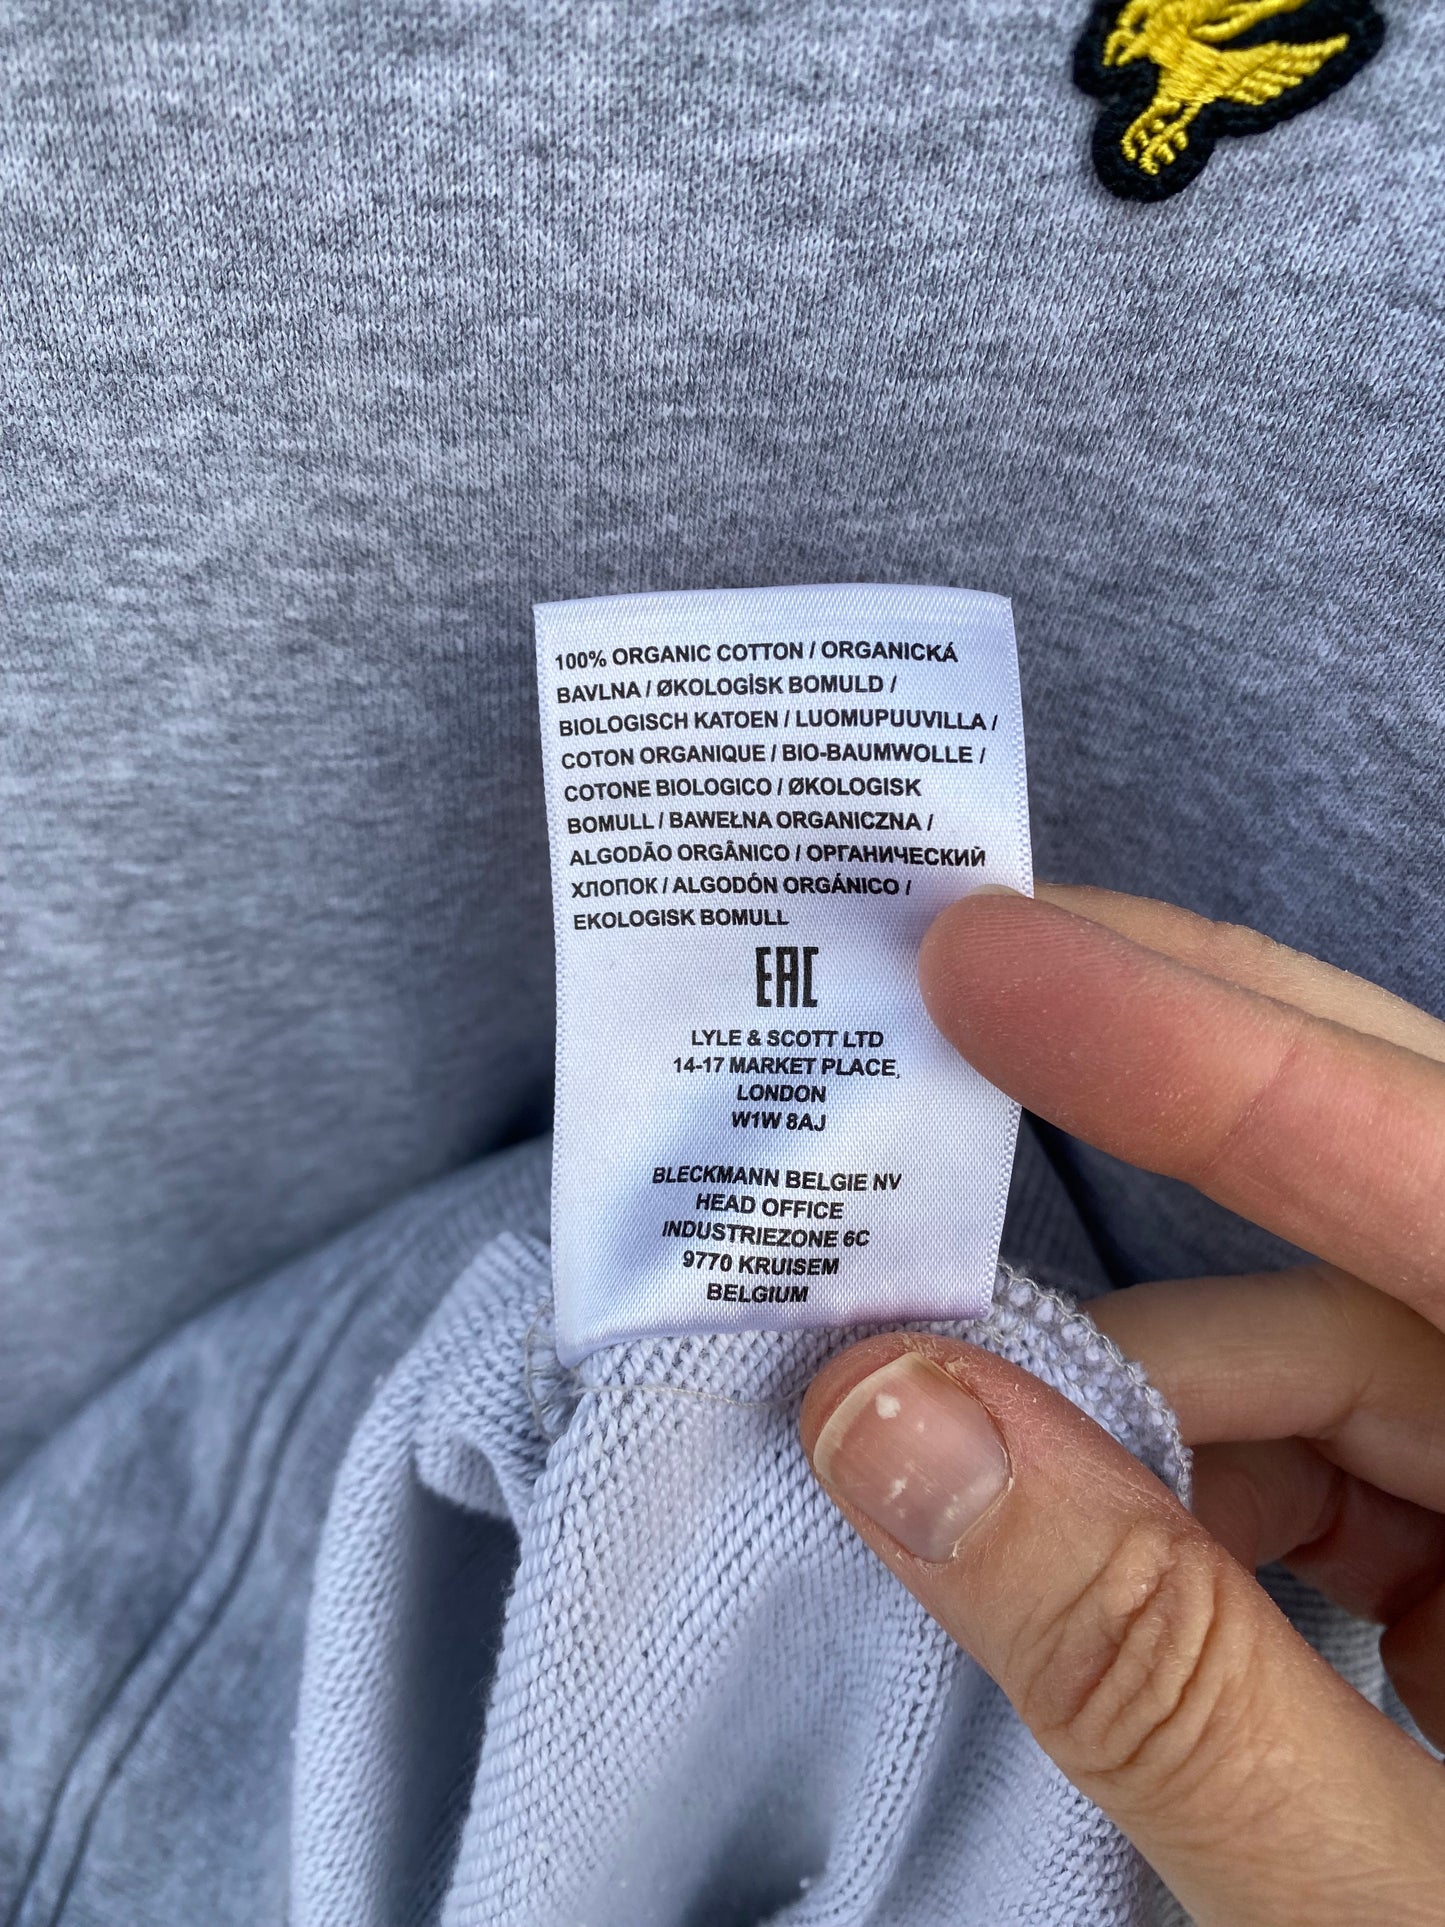 100% ORGANIC COTTON / ORGANICKÁ
BAVLNA / ØKOLOGİSK BOMULD /
BIOLOGISCH KATOEN / LUOMUPUUVILLA /
COTON ORGANIQUE / BIO-BAUMWOLLE /
COTONE BIOLOGICO / ØKOLOGISK
BOMULL / BAWEŁNA ORGANICZNA /
ALGODÃO ORGÂNICO / ОРГАНИЧЕСКИЙ
ХЛОПОК / ALGODÓN ORGÁNICO /
EKOLOGISK BOMULL
EAC
LYLE & SCOTT LTD
14-17 MARKET PLACE,
LONDON
W1W 8AJ
BLECKMANN BELGIE NV
HEAD OFFICE
INDUSTRIEZONE 6C
9770 KRUISEM
BELGIUM